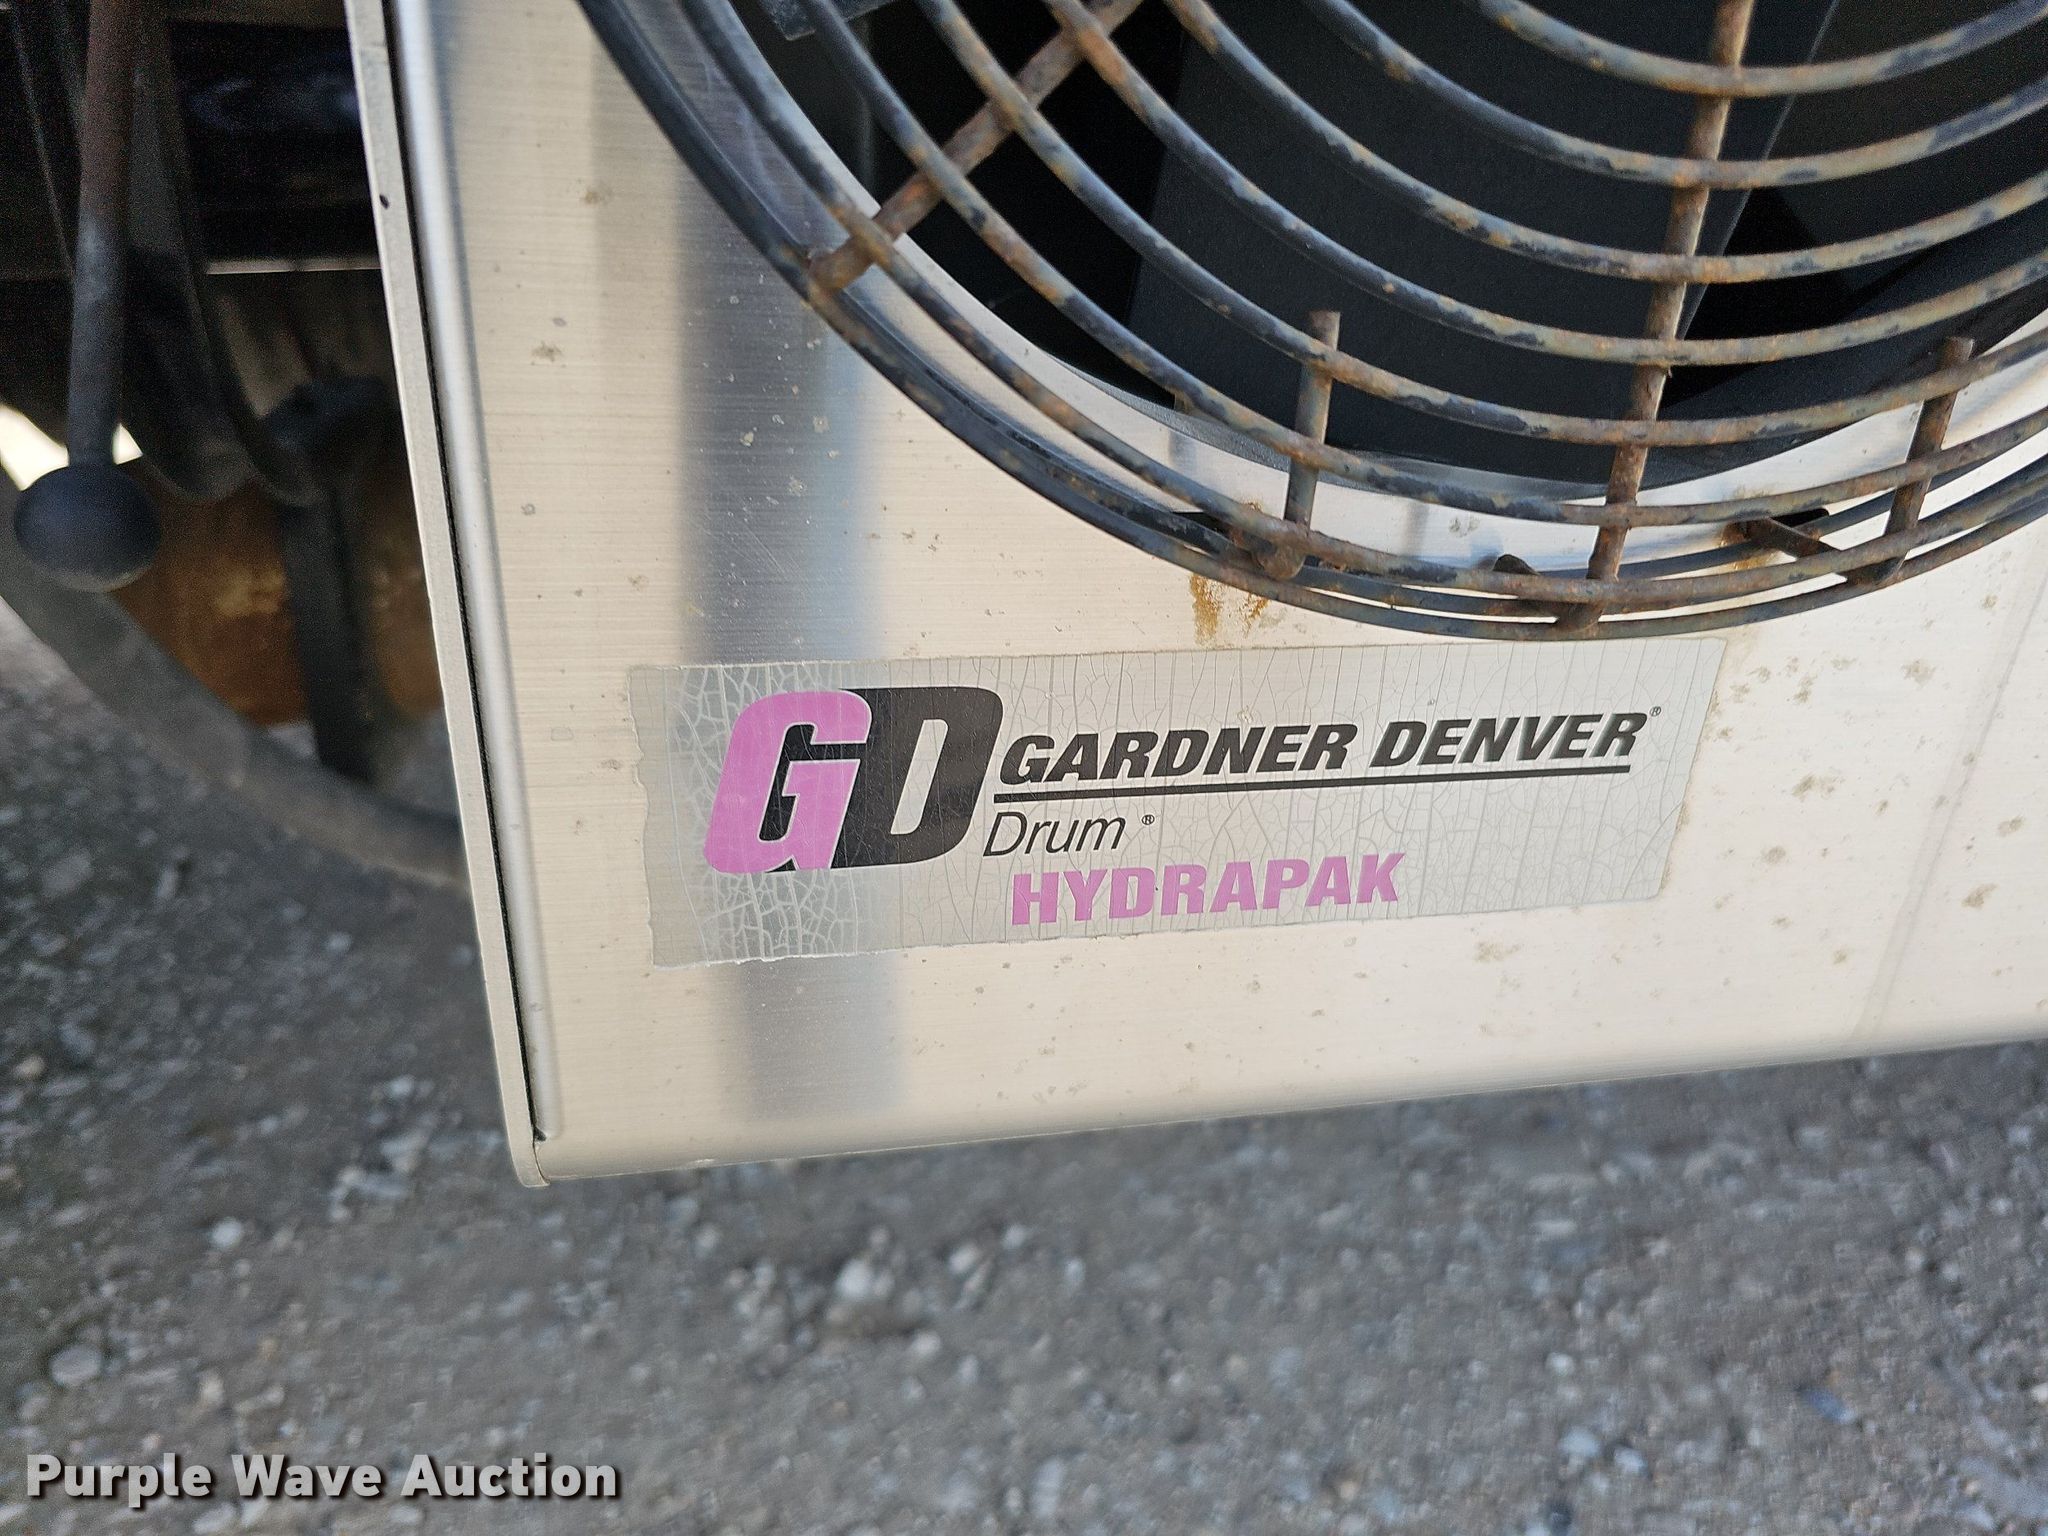 GD GARDNER DENVER®
Drum®
HYDRAPAK
Purple Wave Auction